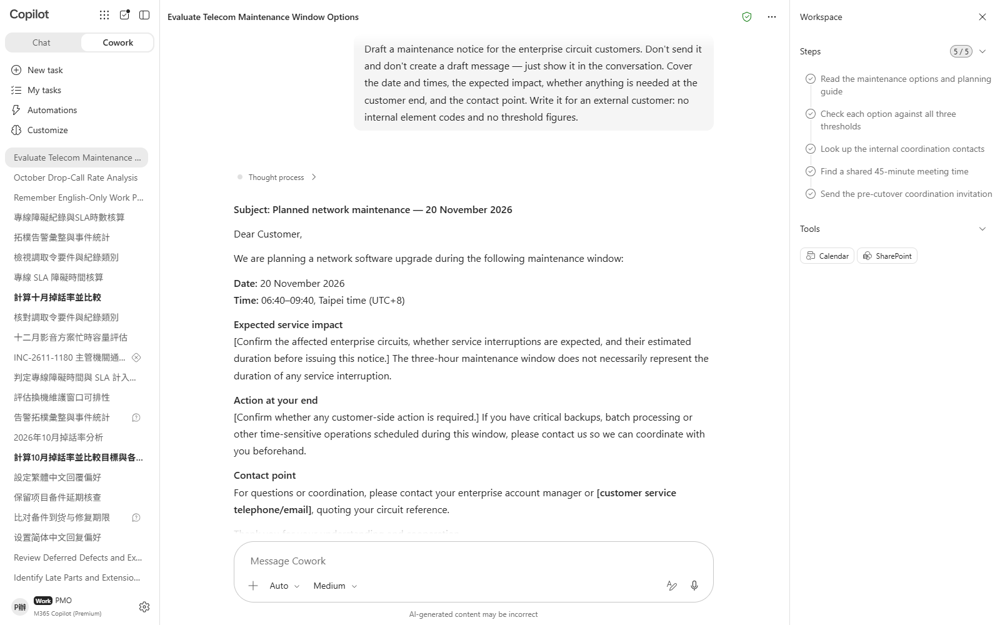 Copilot
Chat
Cowork
New task
My tasks
Automations
Customize
Evaluate Telecom Maintenance ...
October Drop-Call Rate Analysis
Remember English-Only Work P...
專線障礙紀錄與SLA時數核算
拓樸告警彙整與事件統計
檢視調取令要件與紀錄類別
專線 SLA 障礙時間核算
計算十月掉話率並比較
核對調取令要件與紀錄類別
十二月影音方案忙時容量評估
INC-2611-1180 主管機關通...
判定專線障礙時間與 SLA 計入...
評估換機維護窗口可排性
告警拓樸彙整與事件統計
2026年10月掉話率分析
計算10月掉話率並比較目標與各...
設定繁體中文回覆偏好
保留项目备件延期核查
比对备件到货与修复期限
设置简体中文回复偏好
Review Deferred Defects and Ex...
Identify Late Parts and Extensio...
P辦
Work PMO
M365 Copilot (Premium)
Evaluate Telecom Maintenance Window Options
Draft a maintenance notice for the enterprise circuit customers. Don't send it
and don't create a draft message — just show it in the conversation. Cover
the date and times, the expected impact, whether anything is needed at the
customer end, and the contact point. Write it for an external customer: no
internal element codes and no threshold figures.
Thought process
Subject: Planned network maintenance — 20 November 2026
Dear Customer,
We are planning a network software upgrade during the following maintenance window:
Date: 20 November 2026
Time: 06:40–09:40, Taipei time (UTC+8)
Expected service impact
[Confirm the affected enterprise circuits, whether service interruptions are expected, and their estimated
duration before issuing this notice.] The three-hour maintenance window does not necessarily represent the
duration of any service interruption.
Action at your end
[Confirm whether any customer-side action is required.] If you have critical backups, batch processing or
other time-sensitive operations scheduled during this window, please contact us so we can coordinate with
you beforehand.
Contact point
For questions or coordination, please contact your enterprise account manager or [customer service
telephone/email], quoting your circuit reference.
Message Cowork
Auto
Medium
AI-generated content may be incorrect
Workspace
Steps
5 / 5
Read the maintenance options and planning
guide
Check each option against all three
thresholds
Look up the internal coordination contacts
Find a shared 45-minute meeting time
Send the pre-cutover coordination invitation
Tools
Calendar
SharePoint